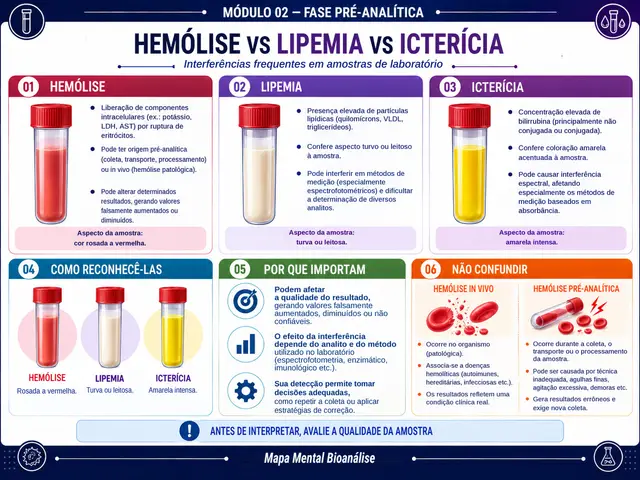 MÓDULO 02 — FASE PRÉ-ANALÍTICA
HEMÓLISE VS LIPEMIA VS ICTERÍCIA
Interferências frequentes em amostras de laboratório
01 HEMÓLISE
Liberação de componentes
intracelulares (ex.: potássio,
LDH, AST) por ruptura de
eritrócitos.
Pode ter origem pré-analítica
(coleta, transporte, processamento)
ou in vivo (hemólise patológica).
Pode alterar determinados
resultados, gerando valores
falsamente aumentados ou
diminuídos.
Aspecto da amostra:
cor rosada a vermelha.
02 LIPEMIA
Presença elevada de partículas
lipídicas (quilomícrons, VLDL,
triglicerídeos).
Confere aspecto turvo ou leitoso
à amostra.
Pode interferir em métodos de
medição (especialmente
espectrofotométricos) e dificultar
a determinação de diversos
analitos.
Aspecto da amostra:
turva ou leitosa.
03 ICTERÍCIA
Concentração elevada de
bilirrubina (principalmente não
conjugada ou conjugada).
Confere coloração amarela
acentuada à amostra.
Pode causar interferência
espectral, afetando
especialmente os métodos de
medição baseados em
absorbância.
Aspecto da amostra:
amarela intensa.
04 COMO RECONHECÊ-LAS
HEMÓLISE
Rosada a vermelha.
LIPEMIA
Turva ou leitosa.
ICTERÍCIA
Amarela intensa.
05 POR QUE IMPORTAM
Podem afetar
a qualidade do resultado,
gerando valores falsamente
aumentados, diminuídos ou não
confiáveis.
O efeito da interferência
depende do analito e do método
utilizado no laboratório
(espectrofotometria, enzimático,
imunológico etc.).
Sua detecção permite tomar
decisões adequadas,
como repetir a coleta ou aplicar
estratégias de correção.
06 NÃO CONFUNDIR
HEMÓLISE IN VIVO
Ocorre no organismo
(patológica).
Associa-se a doenças
hemolíticas (autoimunes,
hereditárias, infecciosas etc.).
Os resultados refletem uma
condição clínica real.
HEMÓLISE PRÉ-ANALÍTICA
Ocorre durante a coleta, o
transporte ou o processamento
da amostra.
Pode ser causada por técnica
inadequada, agulhas finas,
agitação excessiva, demoras etc.
Gera resultados errôneos e
exige nova coleta.
! ANTES DE INTERPRETAR, AVALIE A QUALIDADE DA AMOSTRA
Mapa Mental Bioanálise